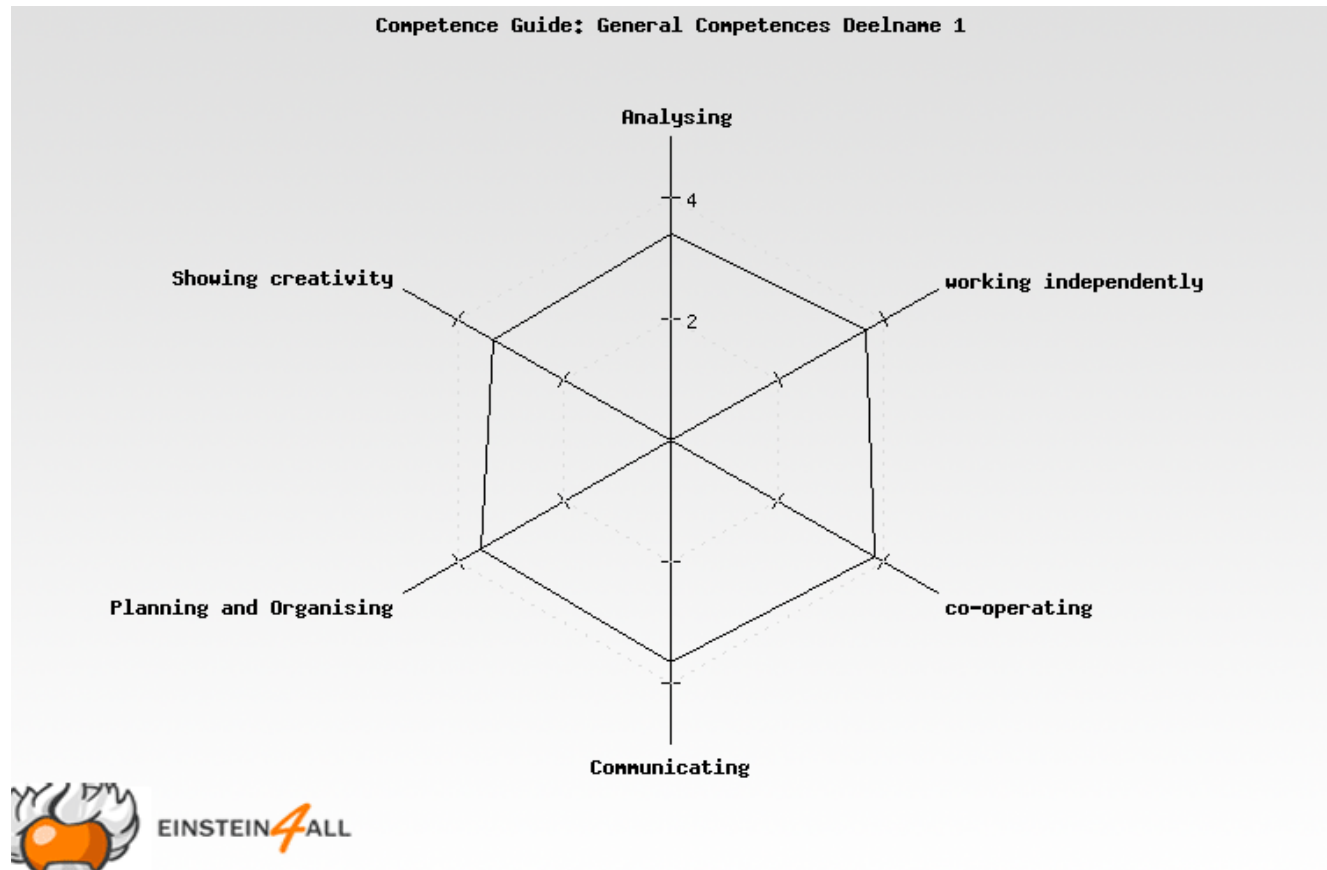 Competence Guide: General Competences Deelname 1
Analysing
4
Showing creativity
working independently
2
Planning and Organising
co-operating
Communicating
EINSTEIN4ALL